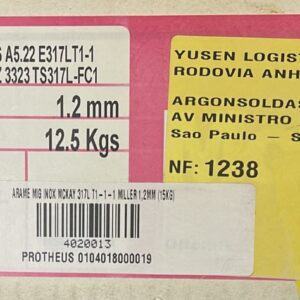 S A5.22 E317LT1-1
Z 3323 TS317L-FC1
1.2 mm
12.5 Kgs
YUSEN LOGIST
RODOVIA ANH
ARGONSOLDAS
AV MINISTRO
Sao Paulo - S
NF: 1238
ARAME MIG INOX MCKAY 317L T1-1-1 MILLER 1,2MM (15KG)
4020013
PROTHEUS 0104018000019